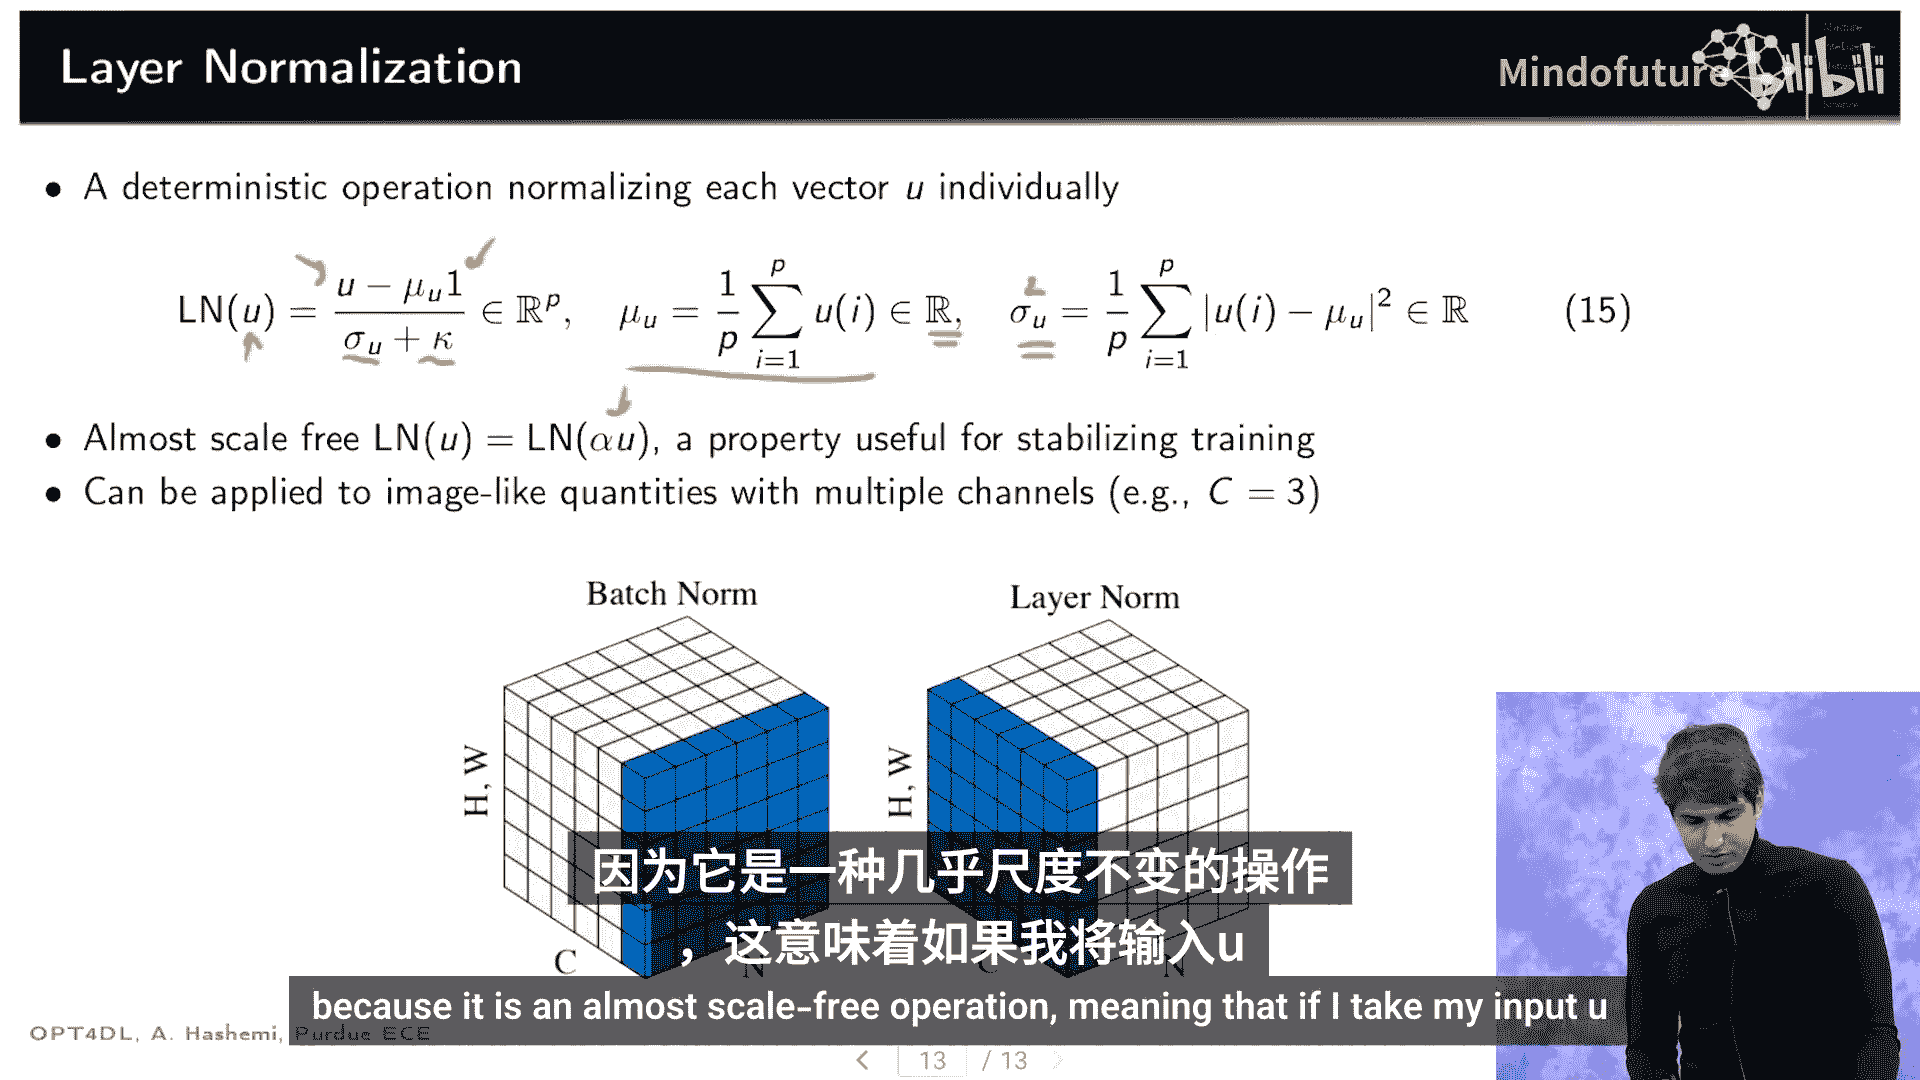 Layer Normalization
Mindofuture bilibili
• A deterministic operation normalizing each vector u individually
LN(u) = (u − μ_u 1) / (σ_u + κ) ∈ ℝ^p, μ_u = (1/p) ∑_{i=1}^{p} u(i) ∈ ℝ, σ_u^2 = (1/p) ∑_{i=1}^{p} |u(i) − μ_u|² ∈ ℝ (15)
• Almost scale free LN(u) = LN(αu), a property useful for stabilizing training
• Can be applied to image-like quantities with multiple channels (e.g., C = 3)
Batch Norm
Layer Norm
H, W
H, W
C
N
C
N
因为它是一种几乎尺度不变的操作
，这意味着如果我将输入u
because it is an almost scale-free operation, meaning that if I take my input u
OPT4DL, A. Hashemi, Purdue ECE
13 / 13